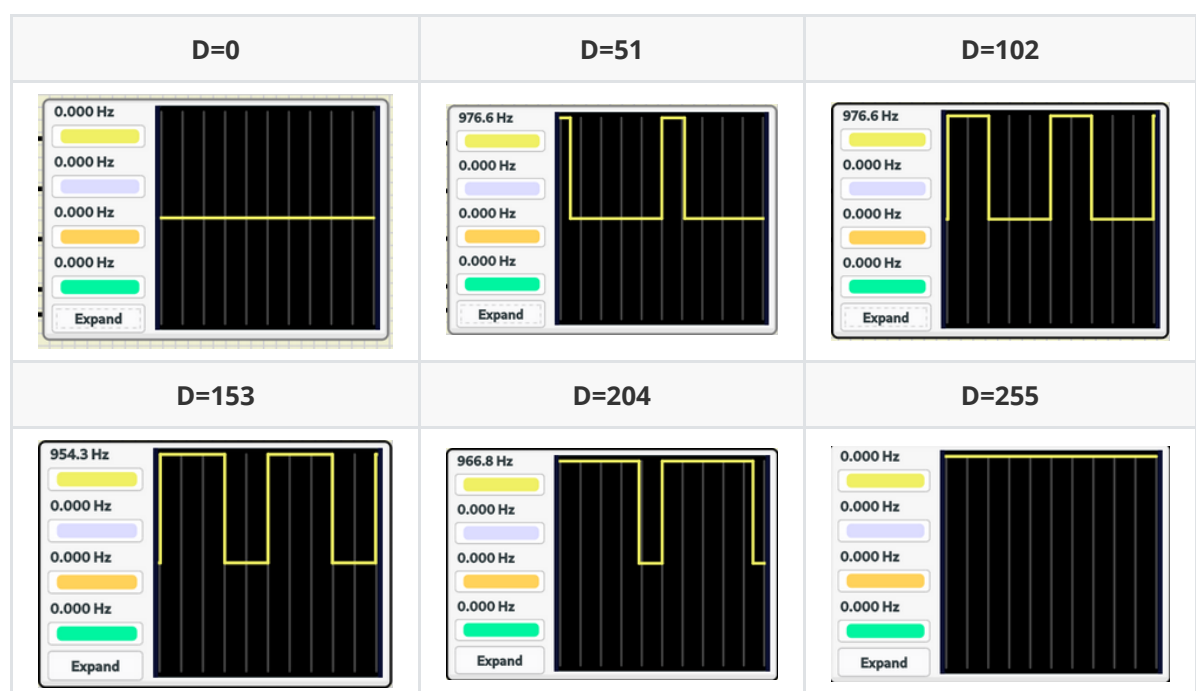 D=0
D=51
D=102
0.000 Hz
0.000 Hz
0.000 Hz
0.000 Hz
Expand
976.6 Hz
0.000 Hz
0.000 Hz
0.000 Hz
Expand
976.6 Hz
0.000 Hz
0.000 Hz
0.000 Hz
Expand
D=153
D=204
D=255
954.3 Hz
0.000 Hz
0.000 Hz
0.000 Hz
Expand
966.8 Hz
0.000 Hz
0.000 Hz
0.000 Hz
Expand
0.000 Hz
0.000 Hz
0.000 Hz
0.000 Hz
Expand